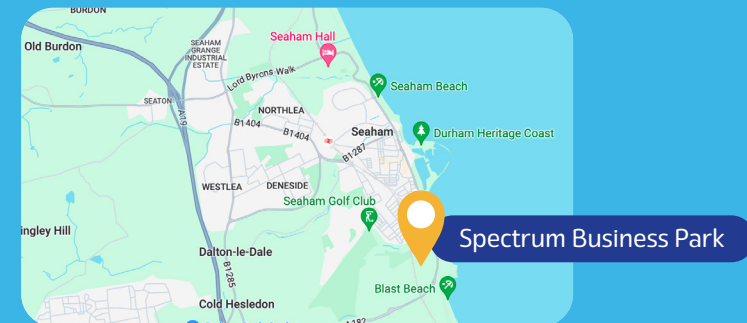 BURDON
Old Burdon
SEAHAM
GRANGE
INDUSTRIAL
ESTATE
Seaham Hall
Lord Byrons Walk
Seaham Beach
SEATON
A19
NORTHLEA
B1404
B1404
Seaham
Durham Heritage Coast
B1287
WESTLEA
DENESIDE
Seaham Golf Club
ingley Hill
Spectrum Business Park
Dalton-le-Dale
B1285
Blast Beach
Cold Hesledon
A182